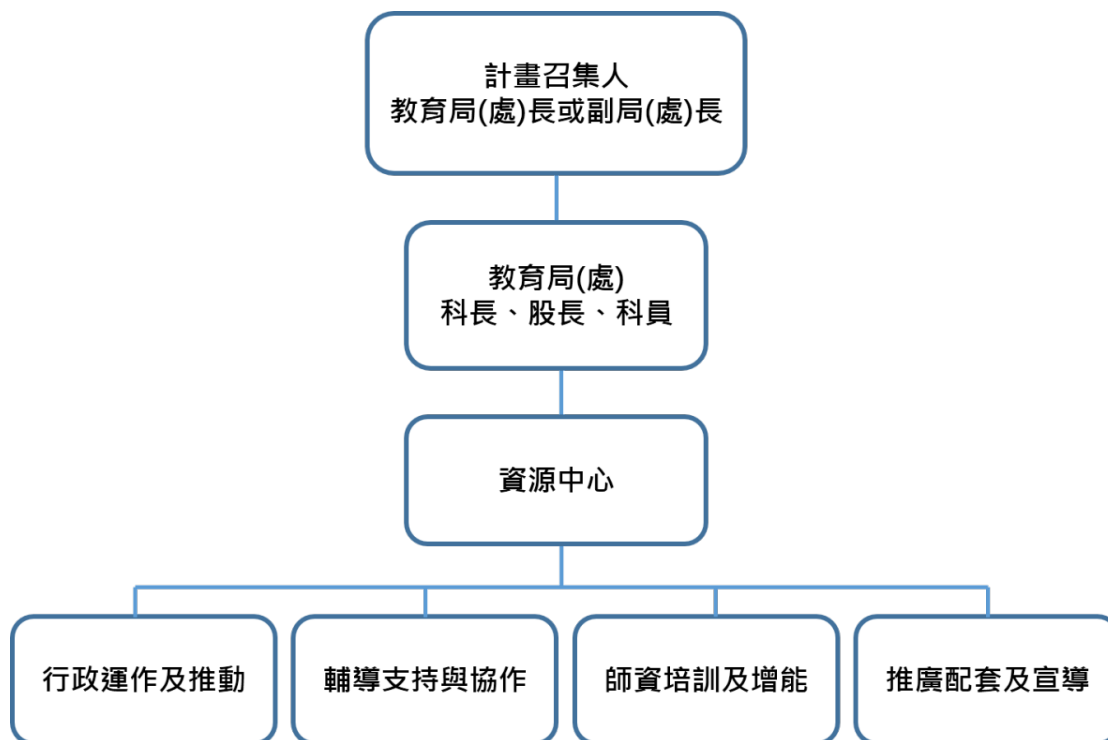 計畫召集人
教育局(處)長或副局(處)長
教育局(處)
科長、股長、科員
資源中心
行政運作及推動
輔導支持與協作
師資培訓及增能
推廣配套及宣導